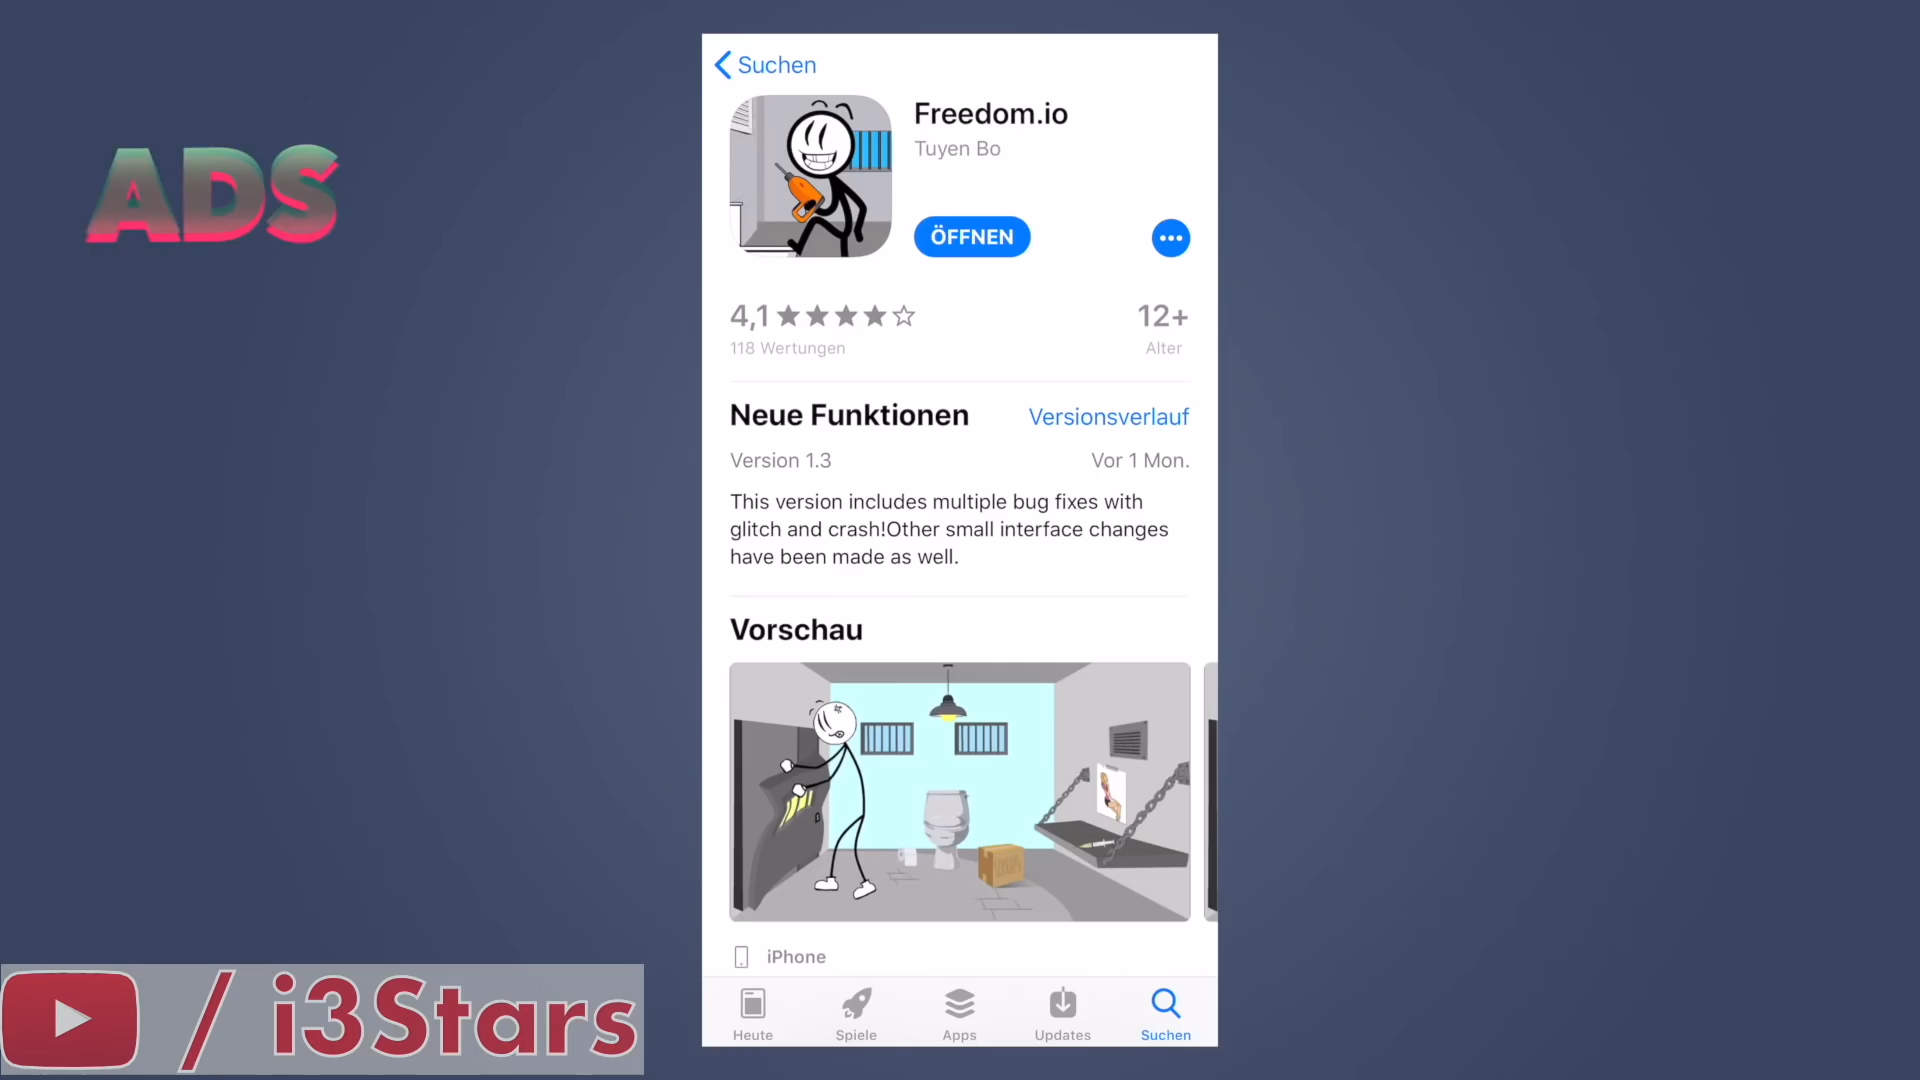 Suchen
Freedom.io
Tuyen Bo
ÖFFNEN
ADS
4,1
12+
118 Wertungen
Alter
Neue Funktionen
Versionsverlauf
Version 1.3
Vor 1 Mon.
This version includes multiple bug fixes with
glitch and crash!Other small interface changes
have been made as well.
Vorschau
iPhone
/ i3Stars
Heute
Spiele
Apps
Updates
Suchen